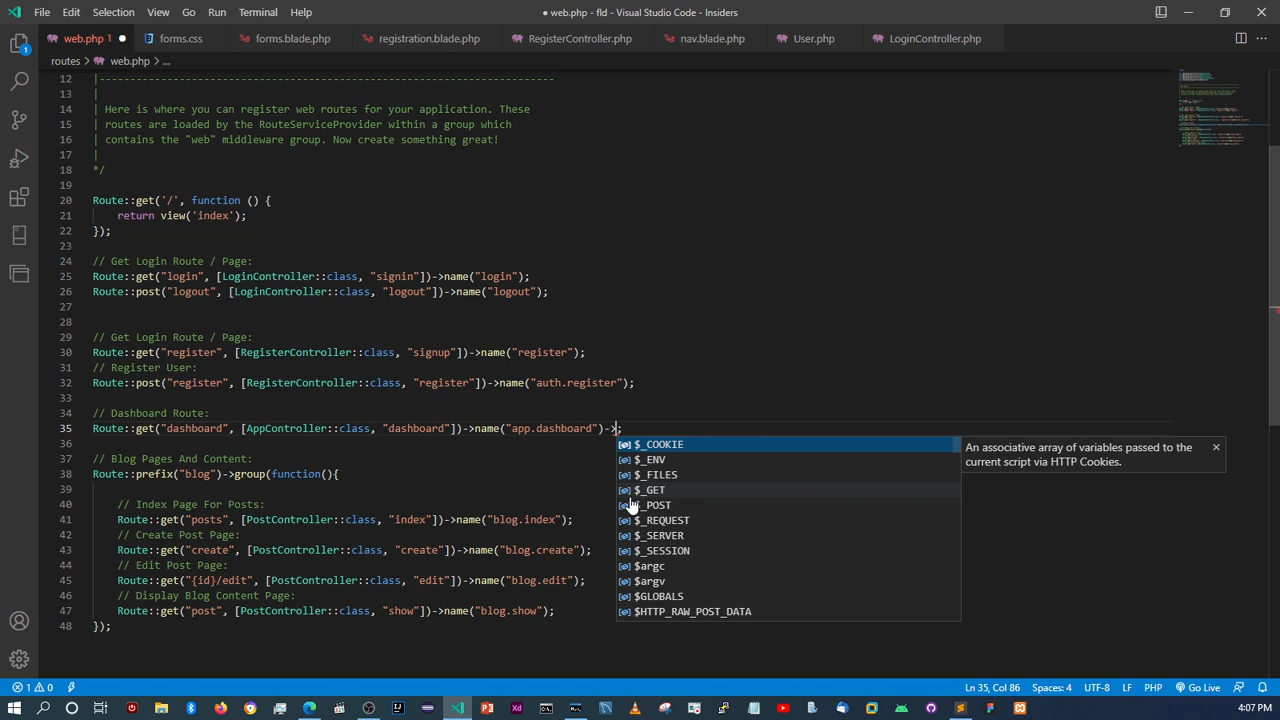 File Edit Selection View Go Run Terminal Help
● web.php - fld - Visual Studio Code - Insiders
web.php 1 ● forms.css forms.blade.php registration.blade.php RegisterController.php nav.blade.php User.php LoginController.php
routes > web.php > ...
12 |--------------------------------------------------------------------------
13 |
14 | Here is where you can register web routes for your application. These
15 | routes are loaded by the RouteServiceProvider within a group which
16 | contains the "web" middleware group. Now create something great!
17 |
18 */
19
20 Route::get('/', function () {
21 return view('index');
22 });
23
24 // Get Login Route / Page:
25 Route::get("login", [LoginController::class, "signin"])->name("login");
26 Route::post("logout", [LoginController::class, "logout"])->name("logout");
27
28
29 // Get Login Route / Page:
30 Route::get("register", [RegisterController::class, "signup"])->name("register");
31 // Register User:
32 Route::post("register", [RegisterController::class, "register"])->name("auth.register");
33
34 // Dashboard Route:
35 Route::get("dashboard", [AppController::class, "dashboard"])->name("app.dashboard")->;
36
$_COOKIE
An associative array of variables passed to the
current script via HTTP Cookies.
37 // Blog Pages And Content:
$_ENV
38 Route::prefix("blog")->group(function(){
$_FILES
39
$_GET
40 // Index Page For Posts:
$_POST
41 Route::get("posts", [PostController::class, "index"])->name("blog.index");
$_REQUEST
42 // Create Post Page:
$_SERVER
43 Route::get("create", [PostController::class, "create"])->name("blog.create");
$_SESSION
44 // Edit Post Page:
$argc
45 Route::get("{id}/edit", [PostController::class, "edit"])->name("blog.edit");
$argv
46 // Display Blog Content Page:
$GLOBALS
47 Route::get("post", [PostController::class, "show"])->name("blog.show");
$HTTP_RAW_POST_DATA
48 });
1 0 Ln 35, Col 86 Spaces: 4 UTF-8 LF PHP Go Live
4:07 PM